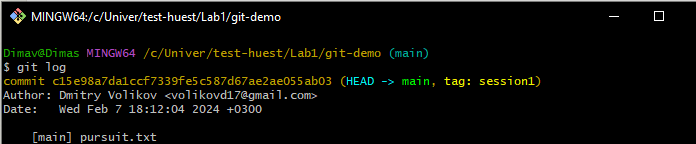 MINGW64:/c/Univer/test-huest/Lab1/git-demo
Dimav@Dimas MINGW64 /c/Univer/test-huest/Lab1/git-demo (main)
$ git log
commit c15e98a7da1ccf7339fe5c587d67ae2ae055ab03 (HEAD -> main, tag: session1)
Author: Dmitry Volikov <volikovd17@gmail.com>
Date:   Wed Feb 7 18:12:04 2024 +0300
    [main] pursuit.txt